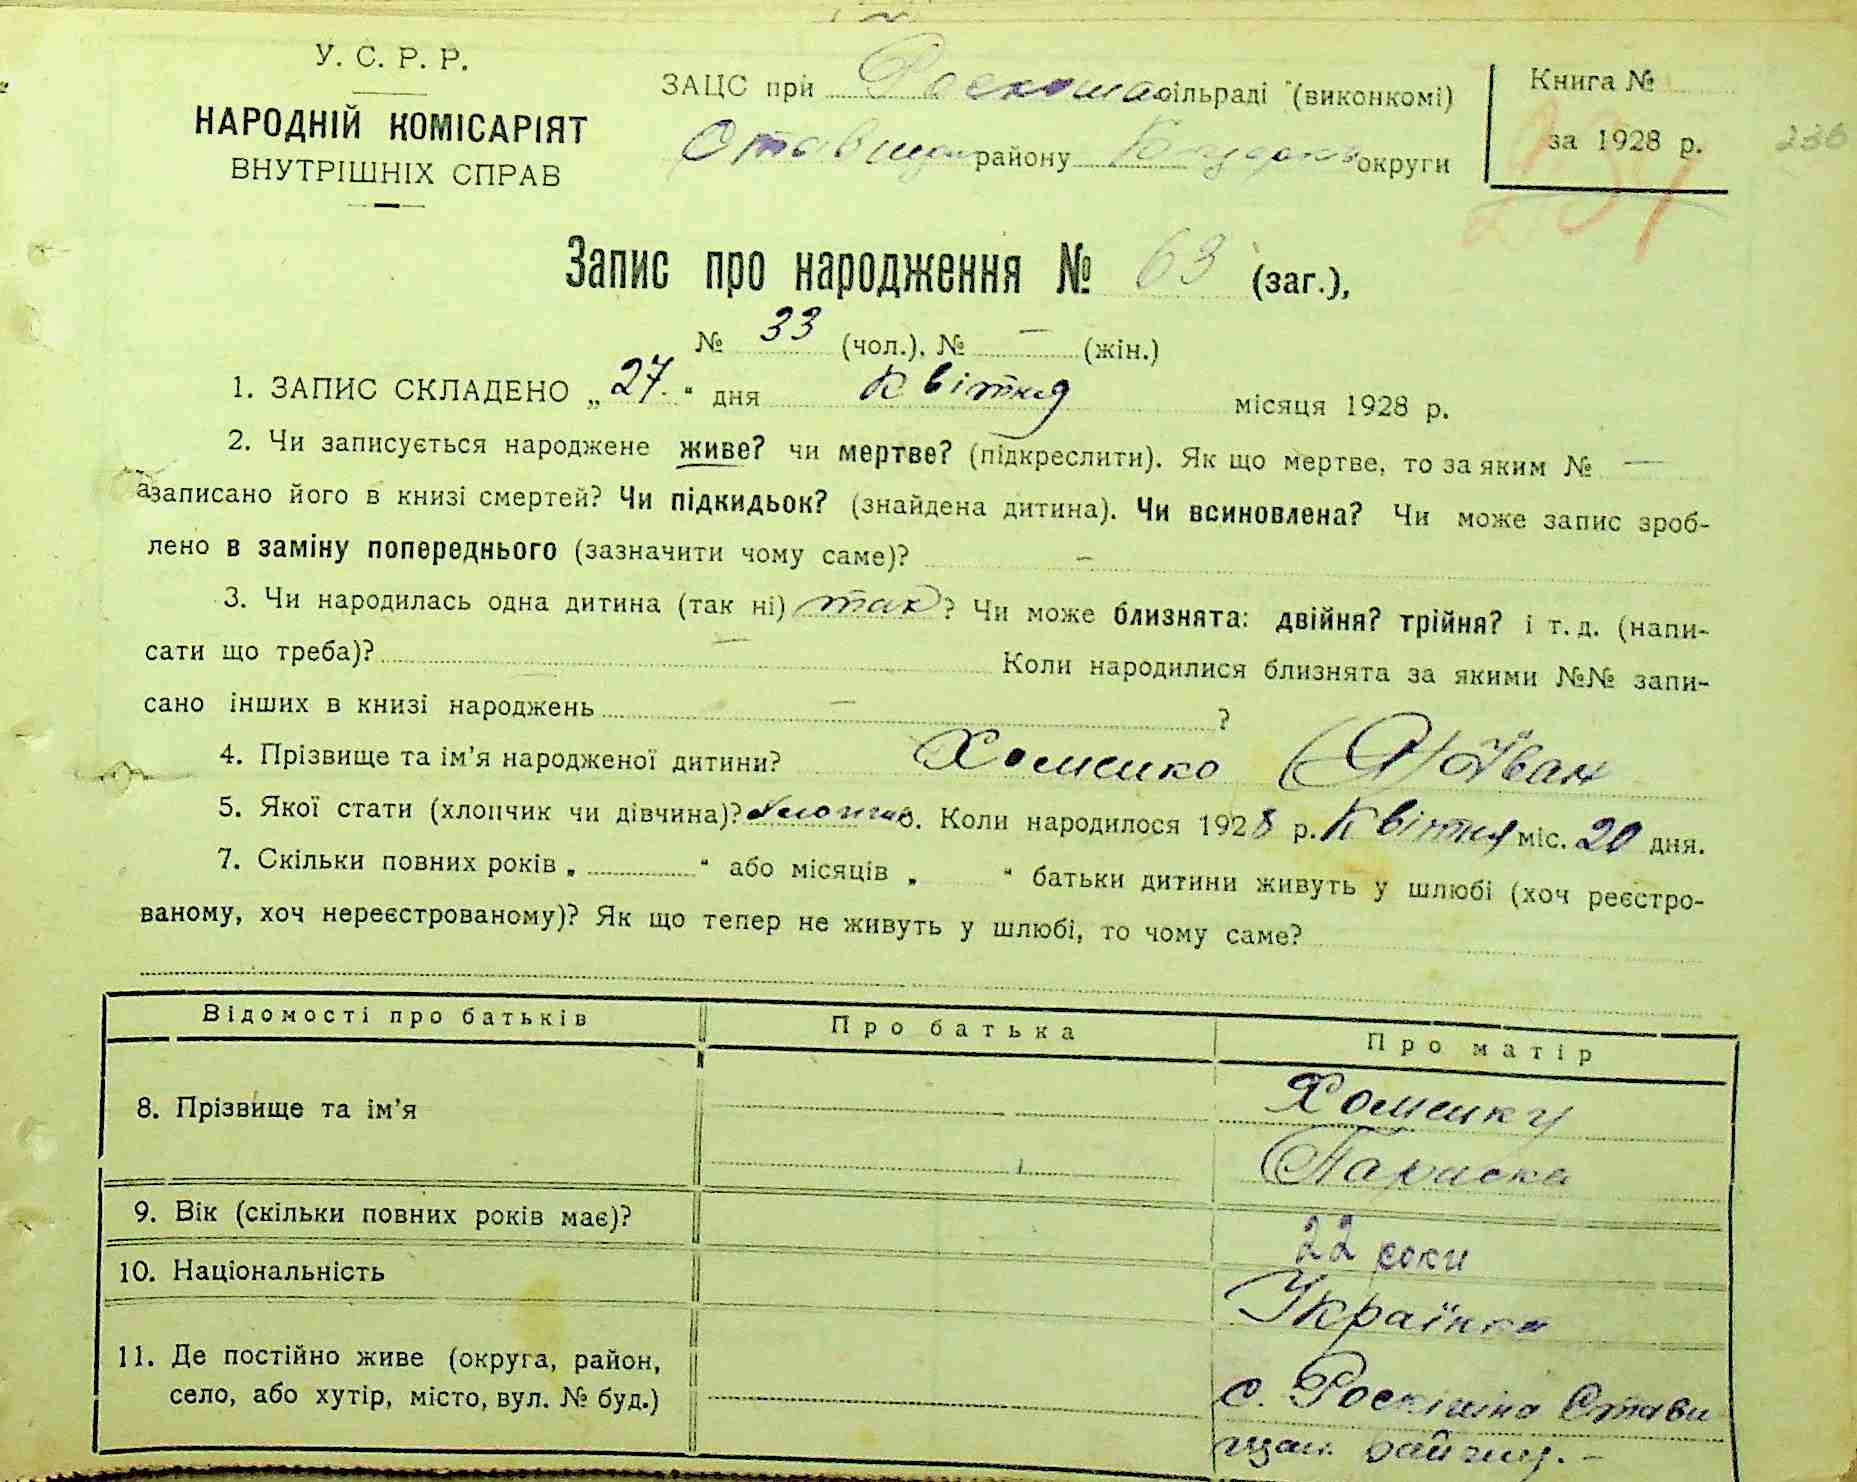 У. С. Р. Р.
НАРОДНІЙ КОМІСАРІЯТ
ВНУТРІШНІХ СПРАВ
ЗАЦС при сільраді (виконкомі)
району округи
Книга №
за 1928 р.
236
Запис про народження № 63 (заг.),
№ 33 (чол.), № — (жін.)
1. ЗАПИС СКЛАДЕНО „27.“ дня Квітня місяця 1928 р.
2. Чи записується народжене живе? чи мертве? (підкреслити). Як що мертве, то за яким № —
записано його в книзі смертей? Чи підкидьок? (знайдена дитина). Чи всиновлена? Чи може запис зроб-
лено в заміну попереднього (зазначити чому саме)? —
3. Чи народилась одна дитина (так ні) так? Чи може близнята: двійня? трійня? і т. д. (напи-
сати що треба)? — Коли народилися близнята за якими №№ запи-
сано інших в книзі народжень — ?
4. Прізвище та ім'я народженої дитини? Хоменко (Я) Іван
5. Якої стати (хлопчик чи дівчина)? 6. Коли народилося 1928 р. Квітня міс. 20 дня.
7. Скільки повних років „ “ або місяців „ “ батьки дитини живуть у шлюбі (хоч реєстро-
ваному, хоч нереєстрованому)? Як що тепер не живуть у шлюбі, то чому саме?
Відомості про батьків Про батька Про матір
8. Прізвище та ім'я Хоменку
Параска
9. Вік (скільки повних років має)? 22 роки
10. Національність Українка
11. Де постійно живе (округа, район,
село, або хутір, місто, вул. № буд.)
с. Стави
щан.